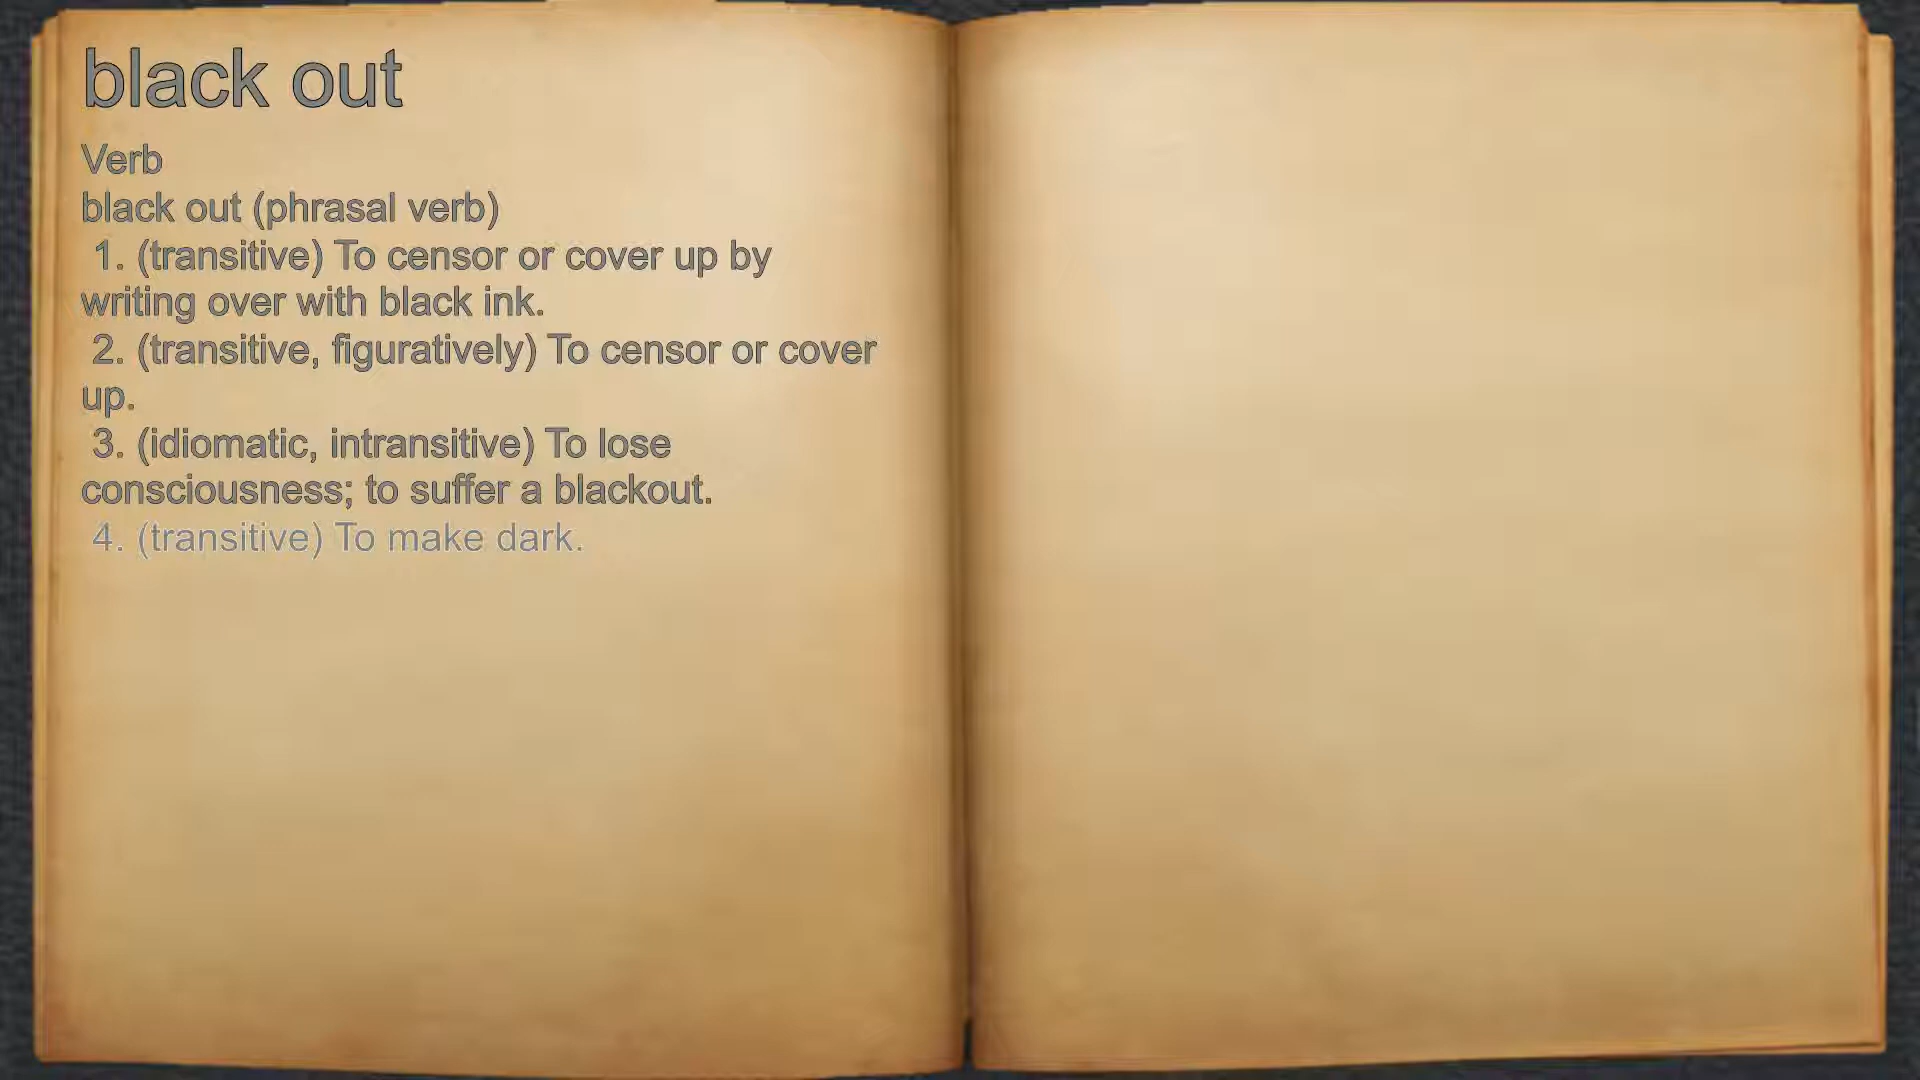 black out
Verb
black out (phrasal verb)
1. (transitive) To censor or cover up by
writing over with black ink.
2. (transitive, figuratively) To censor or cover
up.
3. (idiomatic, intransitive) To lose
consciousness; to suffer a blackout.
4. (transitive) To make dark.